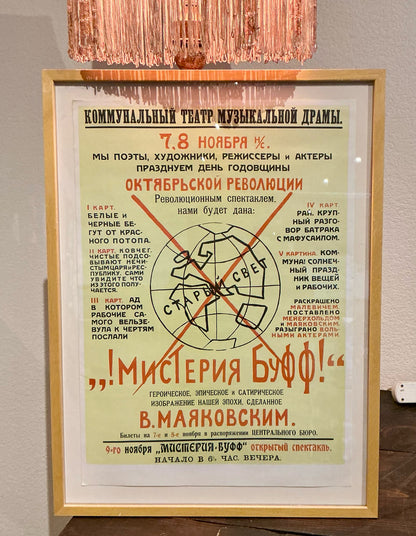 КОММУНАЛЬНЫЙ ТЕАТР МУЗЫКАЛЬНОЙ ДРАМЫ.
7,8 НОЯБРЯ Н/С.
МЫ ПОЭТЫ, ХУДОЖНИКИ, РЕЖИССЕРЫ и АКТЕРЫ
ПРАЗДНУЕМ ДЕНЬ ГОДОВЩИНЫ
ОКТЯБРЬСКОЙ РЕВОЛЮЦИИ
Революционным спектаклем.
нами будет дана:
I КАРТ.
БЕЛЫЕ и
ЧЕРНЫЕ БЕ-
ГУТ ОТ КРАС-
НОГО ПОТОПА.
II КАРТ. КОВЧЕГ.
ЧИСТЫЕ ПОДСО-
ВЫВАЮТ НЕЧИ-
СТЫМ ЦАРЯ И РЕС-
ПУБЛИКУ. САМИ
УВИДИТЕ ЧТО
ИЗ ЭТОГО ПОЛУ-
ЧАЕТСЯ.
III КАРТ. АД
В КОТОРОМ
РАБОЧИЕ СА-
МОГО ВЕЛЬЗЕ-
ВУЛА К ЧЕРТЯМ
ПОСЛАЛИ
СТАРЫЙ СВЕТ
IV КАРТ.
РАЙ. КРУП-
НЫЙ РАЗГО-
ВОР БАТРАКА
С МАФУСАИЛОМ.
V КАРТИНА. КОМ-
МУНА! СОЛНЕЧ-
НЫЙ ПРАЗД-
НИК ВЕЩЕЙ
И РАБОЧИХ.
РАСКРАШЕНО
МАЛЕВИЧЕМ.
ПОСТАВЛЕНО
МЕЙЕРХОЛЬДОМ
И МАЯКОВСКИМ.
РАЗЫГРАНО ВОЛЬ-
НЫМИ АКТЕРАМИ.
„!МИСТЕРИЯ БУФФ!“
ГЕРОИЧЕСКОЕ, ЭПИЧЕСКОЕ и САТИРИЧЕСКОЕ
ИЗОБРАЖЕНИЕ НАШЕЙ ЭПОХИ, СДЕЛАННОЕ
В. МАЯКОВСКИМ.
Билеты на 7-е и 8-е ноября в распоряжении ЦЕНТРАЛЬНОГО БЮРО.
9-го ноября „МИСТЕРИЯ-БУФФ“ открытый спектакль.
НАЧАЛО В 6½ ЧАС. ВЕЧЕРА.